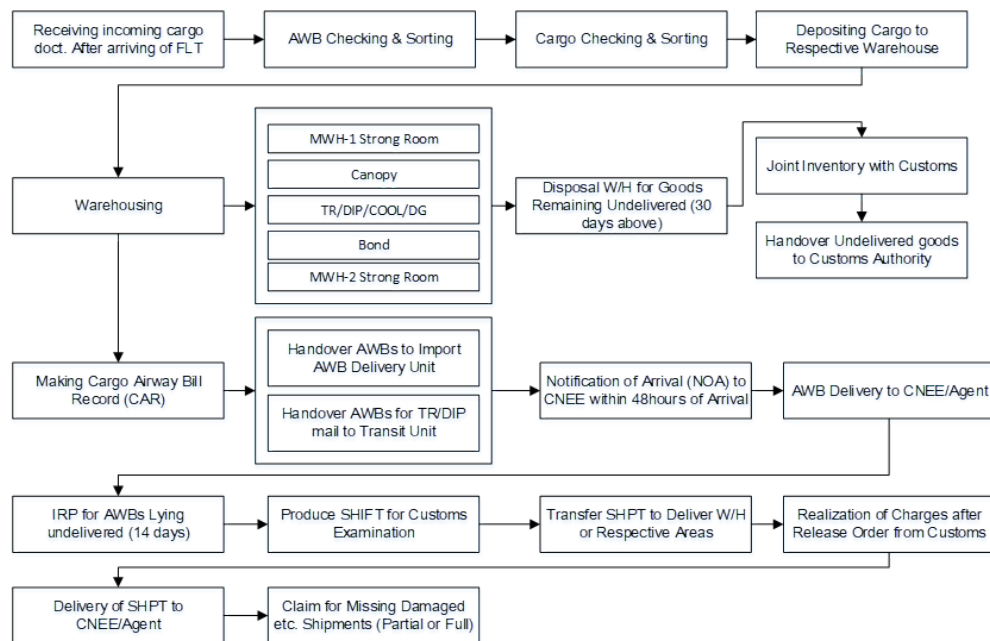 Receiving incoming cargo
doct. After arriving of FLT
AWB Checking & Sorting
Cargo Checking & Sorting
Depositing Cargo to
Respective Warehouse
Warehousing
MWH-1 Strong Room
Canopy
TR/DIP/COOL/DG
Bond
MWH-2 Strong Room
Disposal W/H for Goods
Remaining Undelivered (30
days above)
Joint Inventory with Customs
Handover Undelivered goods
to Customs Authority
Making Cargo Airway Bill
Record (CAR)
Handover AWBs to Import
AWB Delivery Unit
Handover AWBs for TR/DIP
mail to Transit Unit
Notification of Arrival (NOA) to
CNEE within 48hours of Arrival
AWB Delivery to CNEE/Agent
IRP for AWBs Lying
undelivered (14 days)
Produce SHIFT for Customs
Examination
Transfer SHPT to Deliver W/H
or Respective Areas
Realization of Charges after
Release Order from Customs
Delivery of SHPT to
CNEE/Agent
Claim for Missing Damaged
etc. Shipments (Partial or Full)